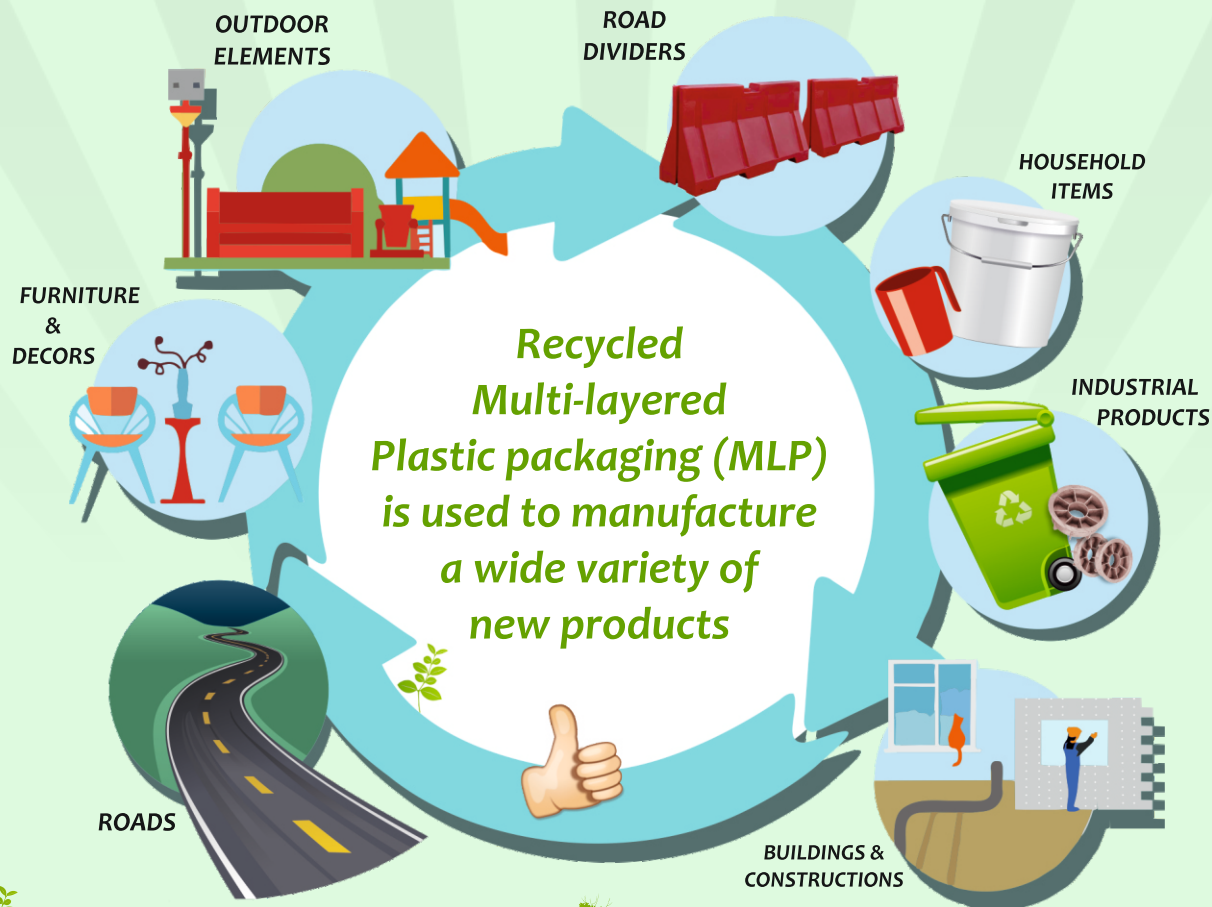 OUTDOOR
ELEMENTS
ROAD
DIVIDERS
HOUSEHOLD
ITEMS
FURNITURE
&
DECORS
INDUSTRIAL
PRODUCTS
Recycled
Multi-layered
Plastic packaging (MLP)
is used to manufacture
a wide variety of
new products
ROADS
BUILDINGS &
CONSTRUCTIONS